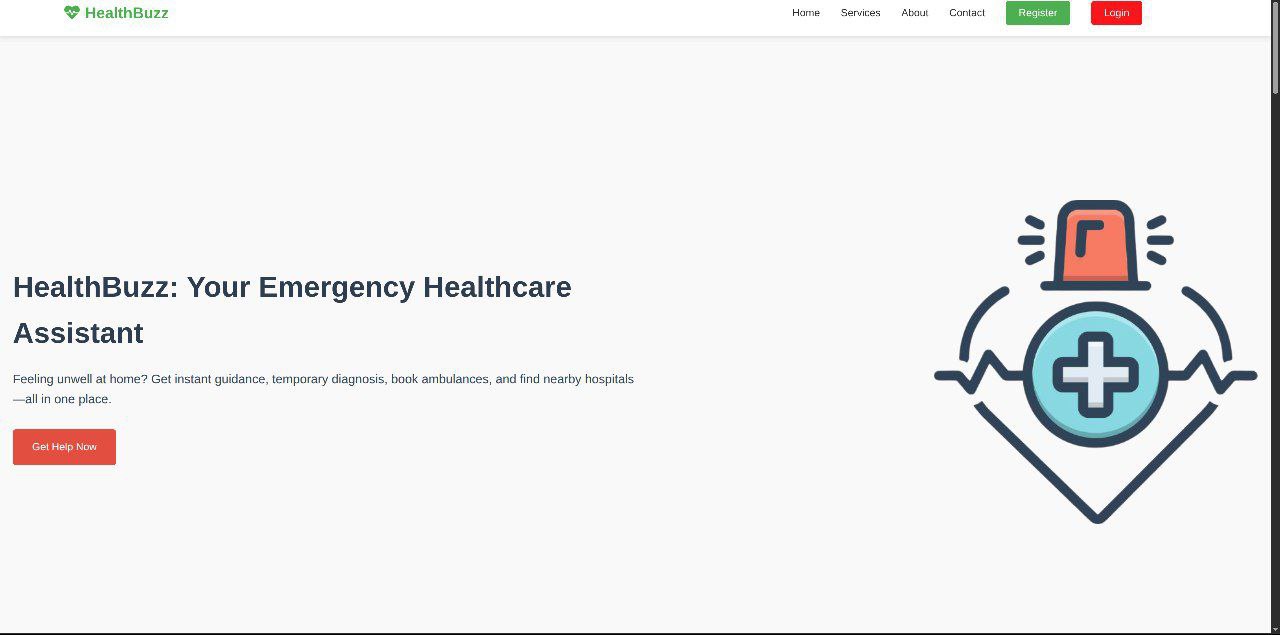 HealthBuzz
Home Services About Contact Register Login
HealthBuzz: Your Emergency Healthcare
Assistant
Feeling unwell at home? Get instant guidance, temporary diagnosis, book ambulances, and find nearby hospitals
—all in one place.
Get Help Now